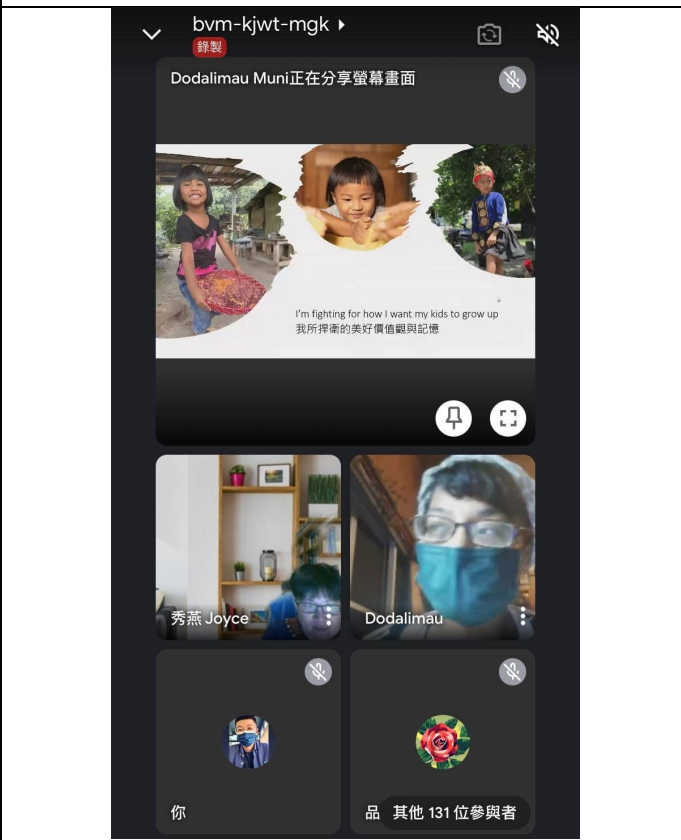 bvm-kjwt-mgk
錄製
Dodalimau Muni正在分享螢幕畫面
I'm fighting for how I want my kids to grow up
我所捍衛的美好價值觀與記憶
秀燕 Joyce
Dodalimau
你
品 其他 131 位參與者